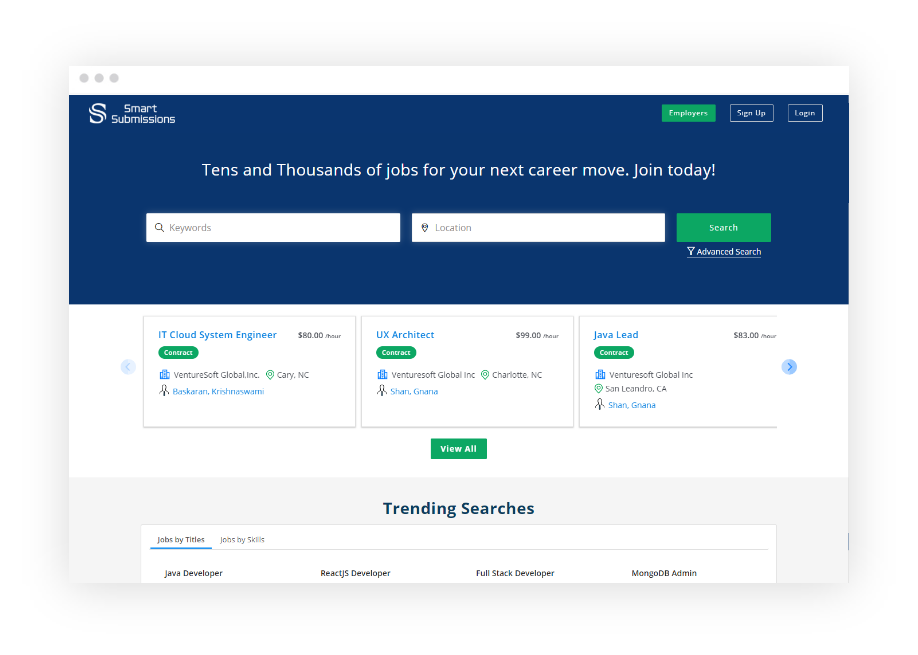 Smart
Submissions
Employers
Sign Up
Login
Tens and Thousands of jobs for your next career move. Join today!
Keywords
Location
Search
Advanced Search
IT Cloud System Engineer $80.00 /hour
Contract
VentureSoft Global.Inc. Cary, NC
Baskaran, Krishnaswami
UX Architect $99.00 /hour
Contract
Venturesoft Global Inc Charlotte, NC
Shan, Gnana
Java Lead $83.00 /hour
Contract
Venturesoft Global Inc
San Leandro, CA
Shan, Gnana
View All
Trending Searches
Jobs by Titles Jobs by Skills
Java Developer ReactJS Developer Full Stack Developer MongoDB Admin